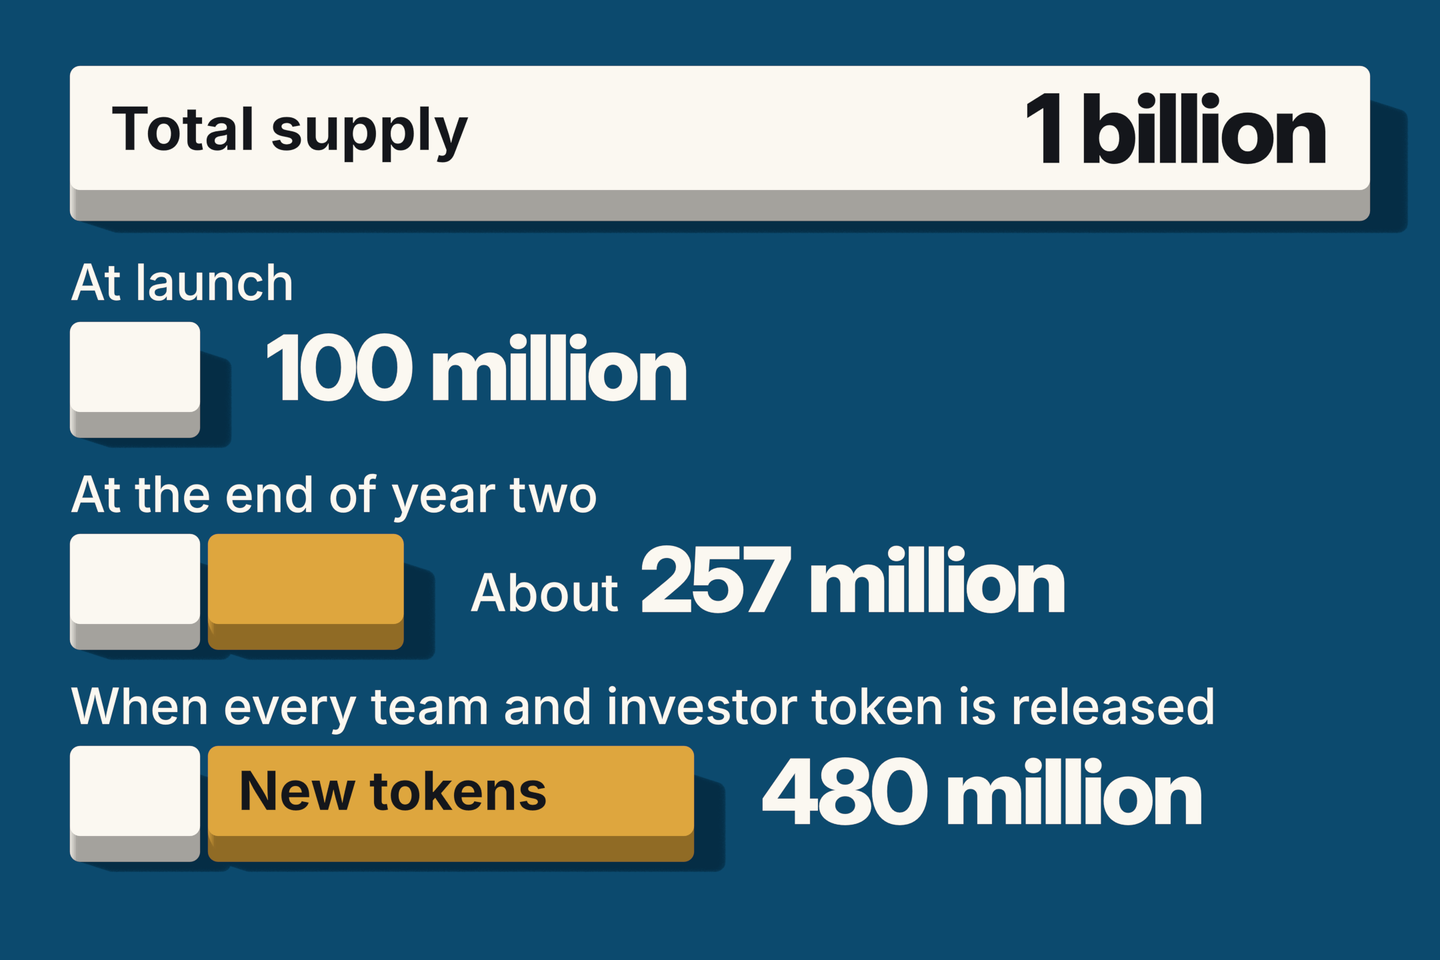 Total supply 1 billion
At launch
100 million
At the end of year two
About 257 million
When every team and investor token is released
New tokens 480 million